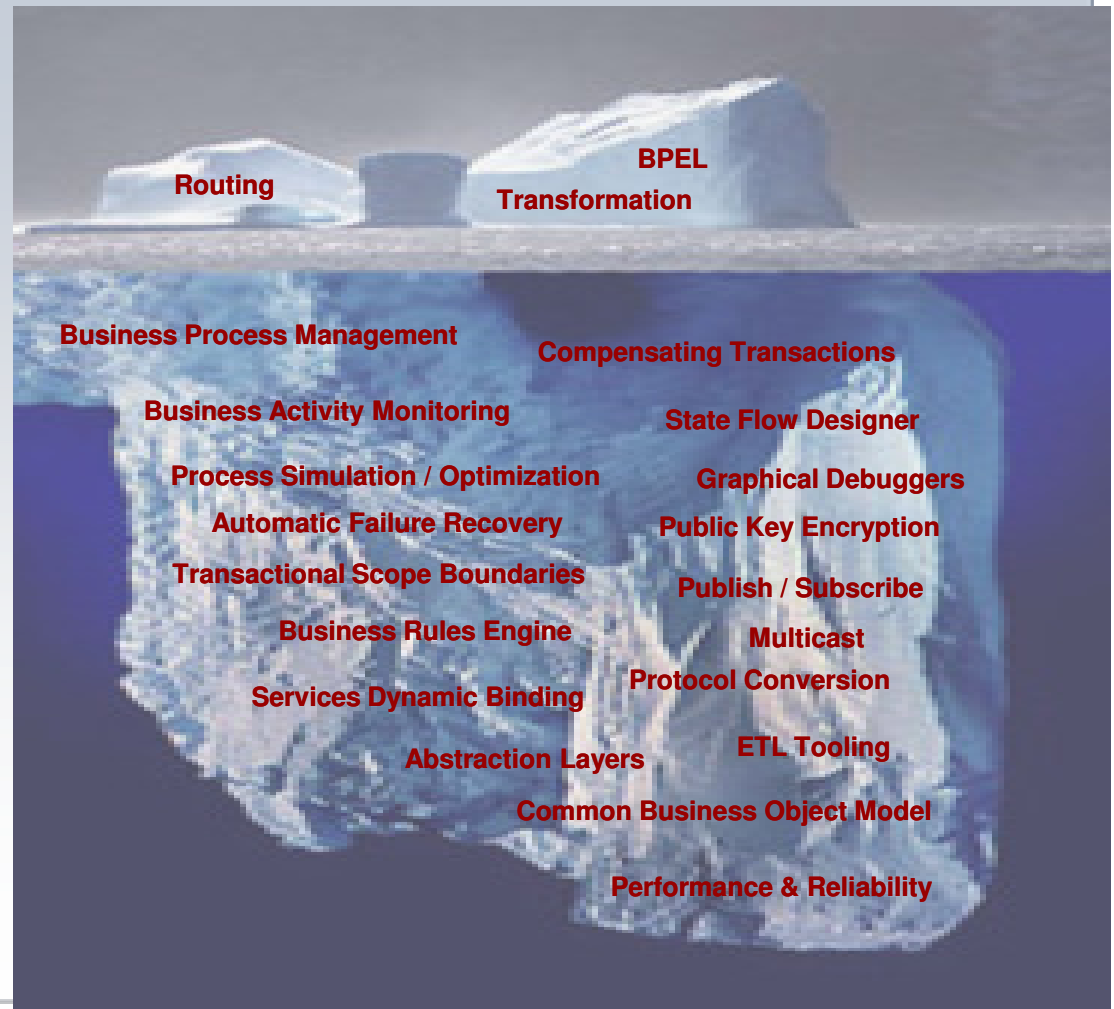 BPEL
Routing
Transformation
Business Process Management
Compensating Transactions
Business Activity Monitoring
State Flow Designer
Process Simulation / Optimization
Graphical Debuggers
Automatic Failure Recovery
Public Key Encryption
Transactional Scope Boundaries
Publish / Subscribe
Business Rules Engine
Multicast
Protocol Conversion
Services Dynamic Binding
ETL Tooling
Abstraction Layers
Common Business Object Model
Performance & Reliability